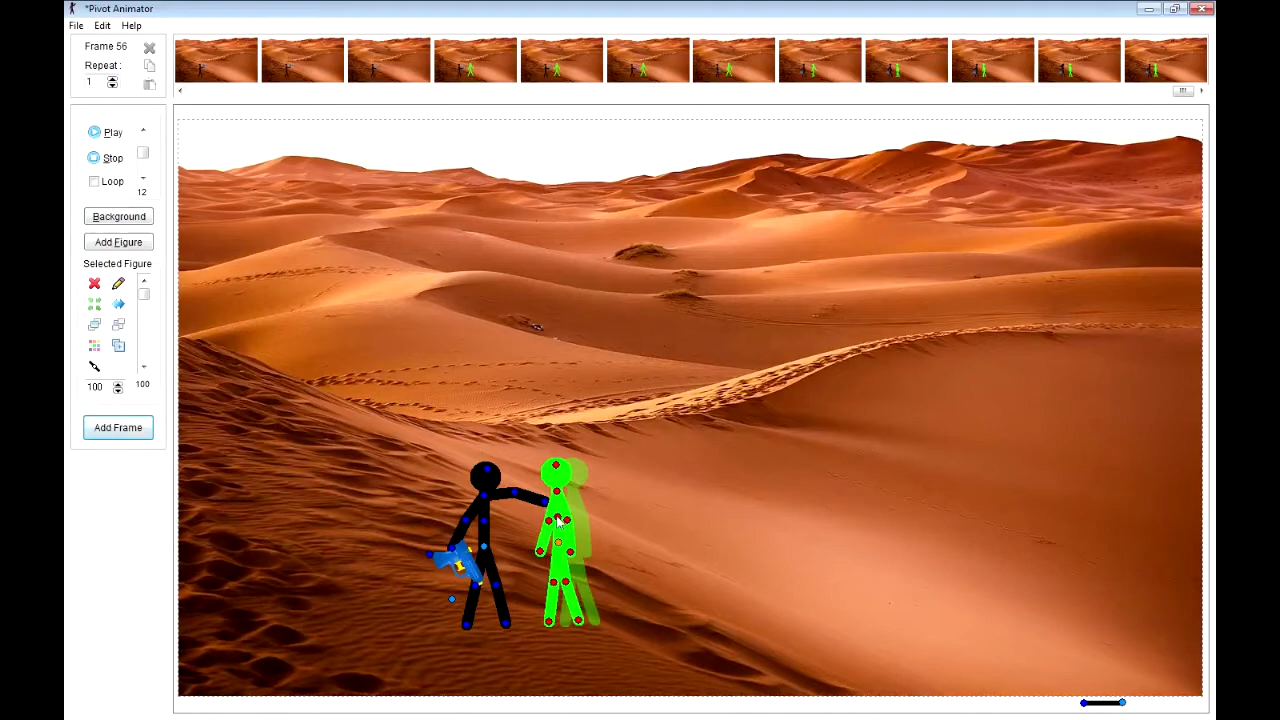 *Pivot Animator
File Edit Help
Frame 56
Repeat:
1
Play
Stop
Loop
12
Background
Add Figure
Selected Figure
100
100
Add Frame